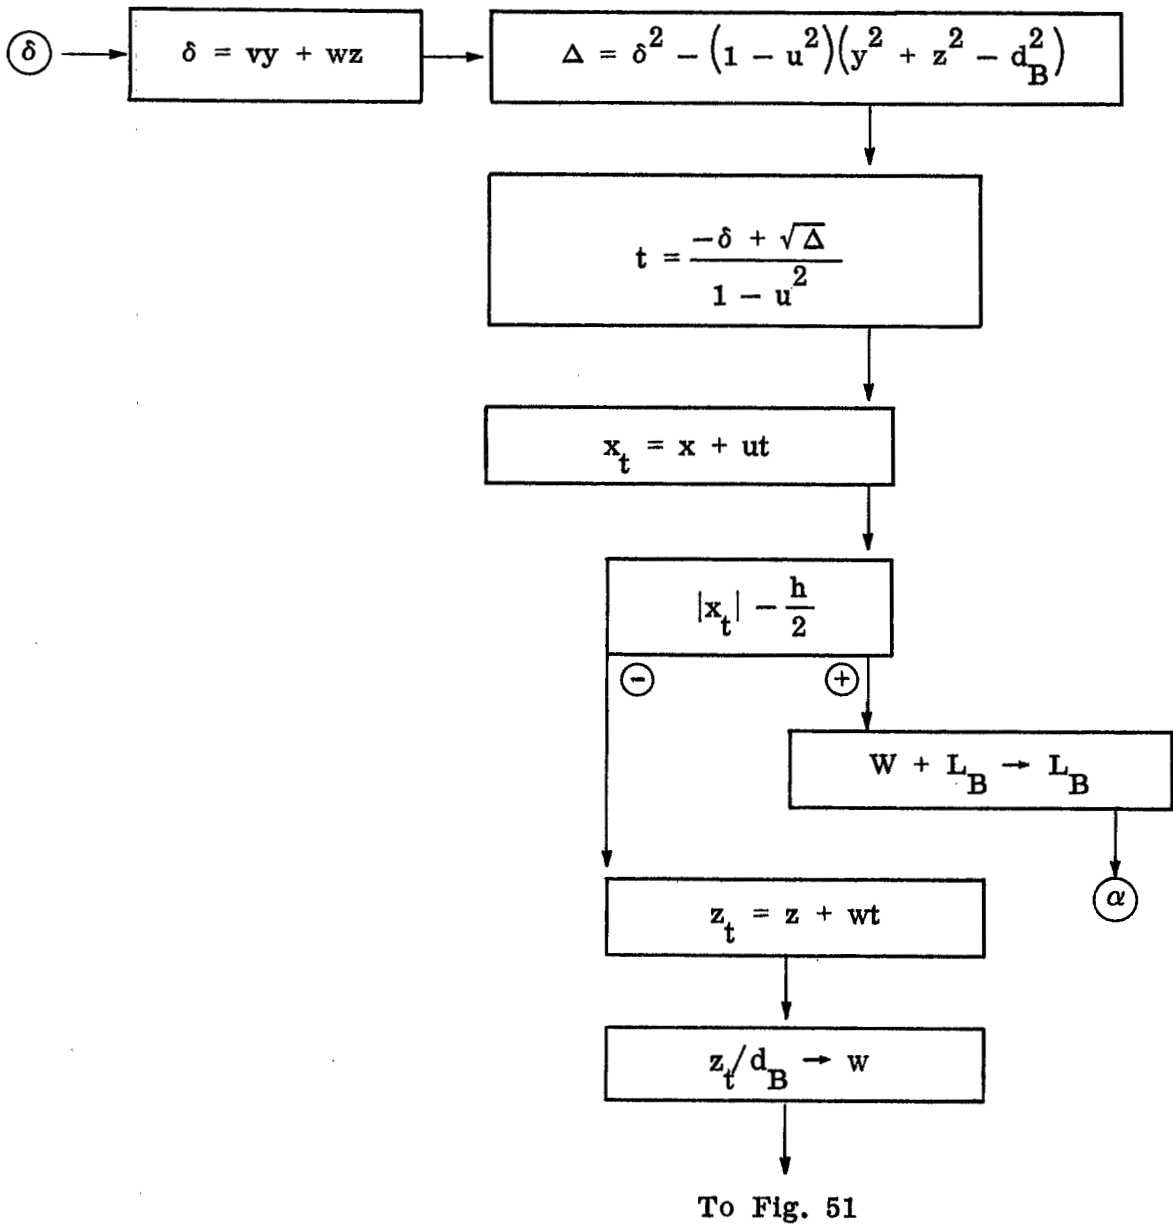 δ
δ = vy + wz
Δ = δ² − (1 − u²)(y² + z² − d_B²)
t = (−δ + √Δ) / (1 − u²)
x_t = x + ut
|x_t| − h/2
−
+
W + L_B → L_B
α
z_t = z + wt
z_t/d_B → w
To Fig. 51